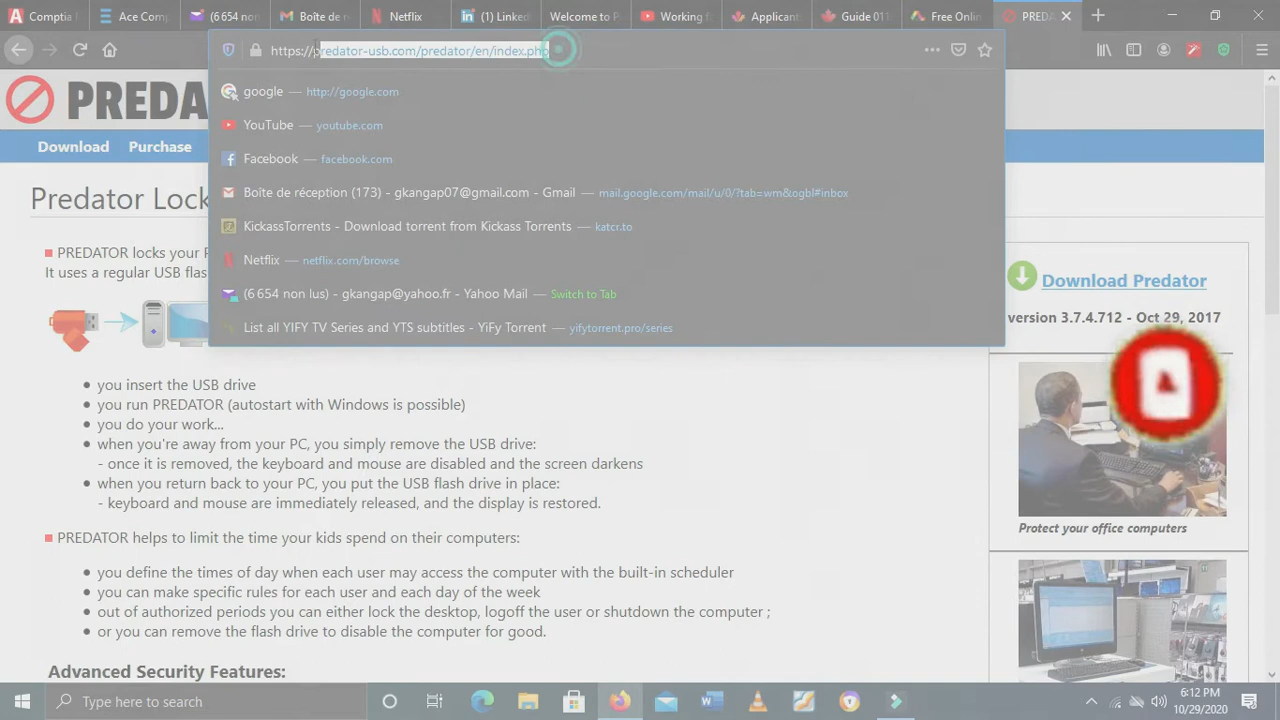 Comptia
Ace Comp
(6 654 non lu
Boîte de re
Netflix
(1) Linked
Welcome to P
Working f
Applicant
Guide 011
Free Onlin
PREDA
https://predator-usb.com/predator/en/index.php
google — http://google.com
YouTube — youtube.com
Facebook — facebook.com
Boîte de réception (173) - gkangap07@gmail.com - Gmail — mail.google.com/mail/u/0/?tab=wm&ogbl#inbox
KickassTorrents - Download torrent from Kickass Torrents — katcr.to
Netflix — netflix.com/browse
(6 654 non lus) - gkangap@yahoo.fr - Yahoo Mail — Switch to Tab
List all YIFY TV Series and YTS subtitles - YiFy Torrent — yifytorrent.pro/series
PREDA
Download Purchase
Predator Lock
PREDATOR locks your P
It uses a regular USB flas
you insert the USB drive
you run PREDATOR (autostart with Windows is possible)
you do your work...
when you're away from your PC, you simply remove the USB drive:
- once it is removed, the keyboard and mouse are disabled and the screen darkens
when you return back to your PC, you put the USB flash drive in place:
- keyboard and mouse are immediately released, and the display is restored.
PREDATOR helps to limit the time your kids spend on their computers:
you define the times of day when each user may access the computer with the built-in scheduler
you can make specific rules for each user and each day of the week
out of authorized periods you can either lock the desktop, logoff the user or shutdown the computer ;
or you can remove the flash drive to disable the computer for good.
Advanced Security Features:
Download Predator
version 3.7.4.712 - Oct 29, 2017
Protect your office computers
Type here to search
6:12 PM
10/29/2020